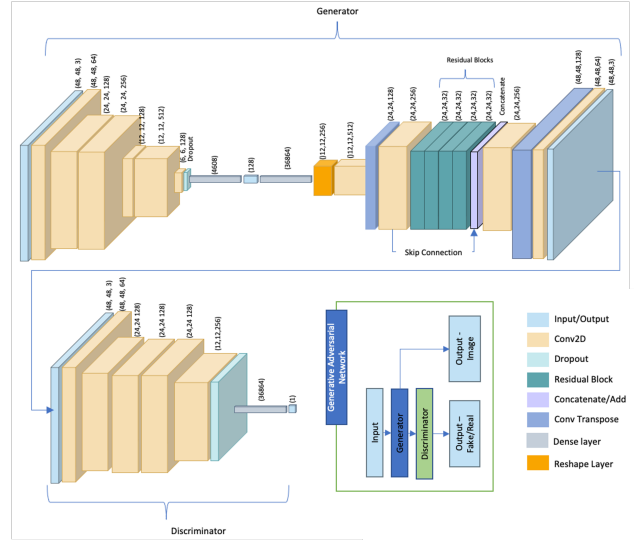 Generator
(48, 48, 3)
(48, 48, 64)
(24, 24, 128)
(24, 24, 256)
(12, 12, 128)
(12, 12, 512)
(6, 6, 128)
Dropout
(4608)
(128)
(36864)
(12,12,256)
(12,12,512)
(24,24,128)
(24,24,256)
Residual Blocks
(24,24,32)
(24,24,32)
(24,24,32)
(24,24,32)
Concatenate
(24,24,256)
(48,48,128)
(48,48,64)
(48,48,3)
Skip Connection
(48, 48, 3)
(48, 48, 64)
(24,24 128)
(24,24 128)
(24,24 128)
(12,12,256)
(36864)
(1)
Discriminator
Generative Adversarial
Network
Input
Generator
Discriminator
Output -
Image
Output –
Fake/Real
Input/Output
Conv2D
Dropout
Residual Block
Concatenate/Add
Conv Transpose
Dense layer
Reshape Layer